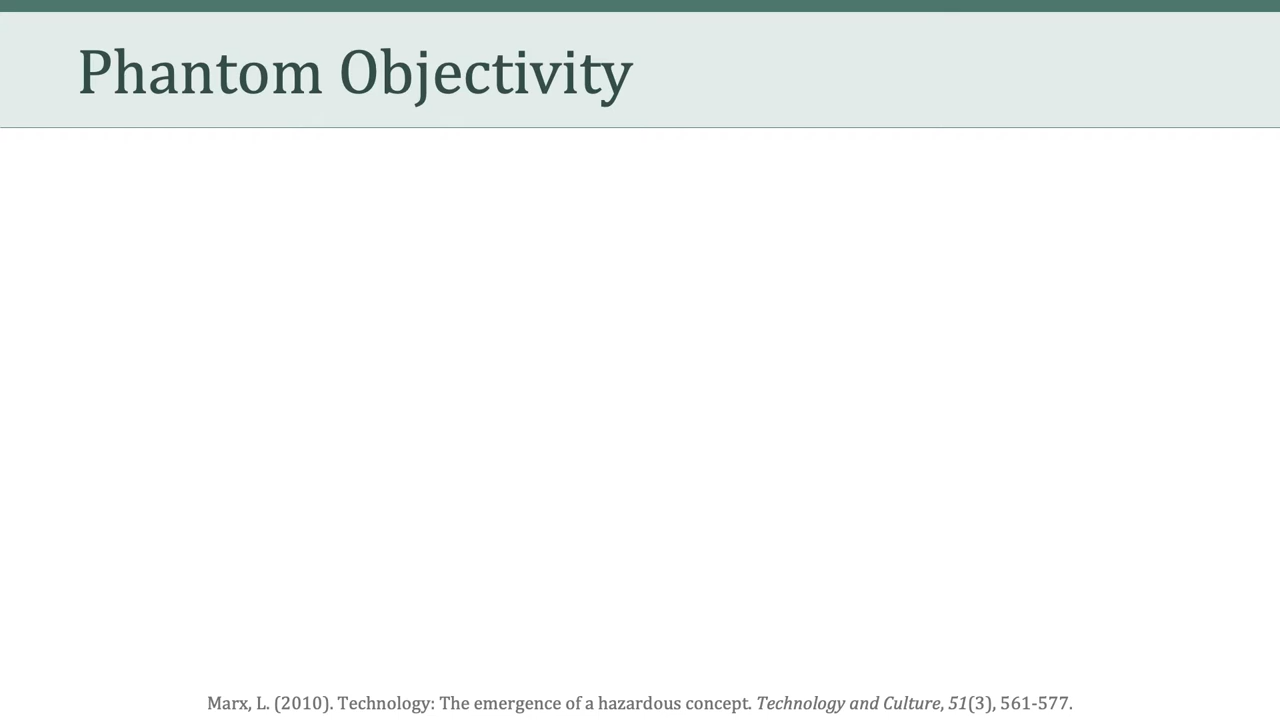 Phantom Objectivity
Marx, L. (2010). Technology: The emergence of a hazardous concept. Technology and Culture, 51(3), 561-577.